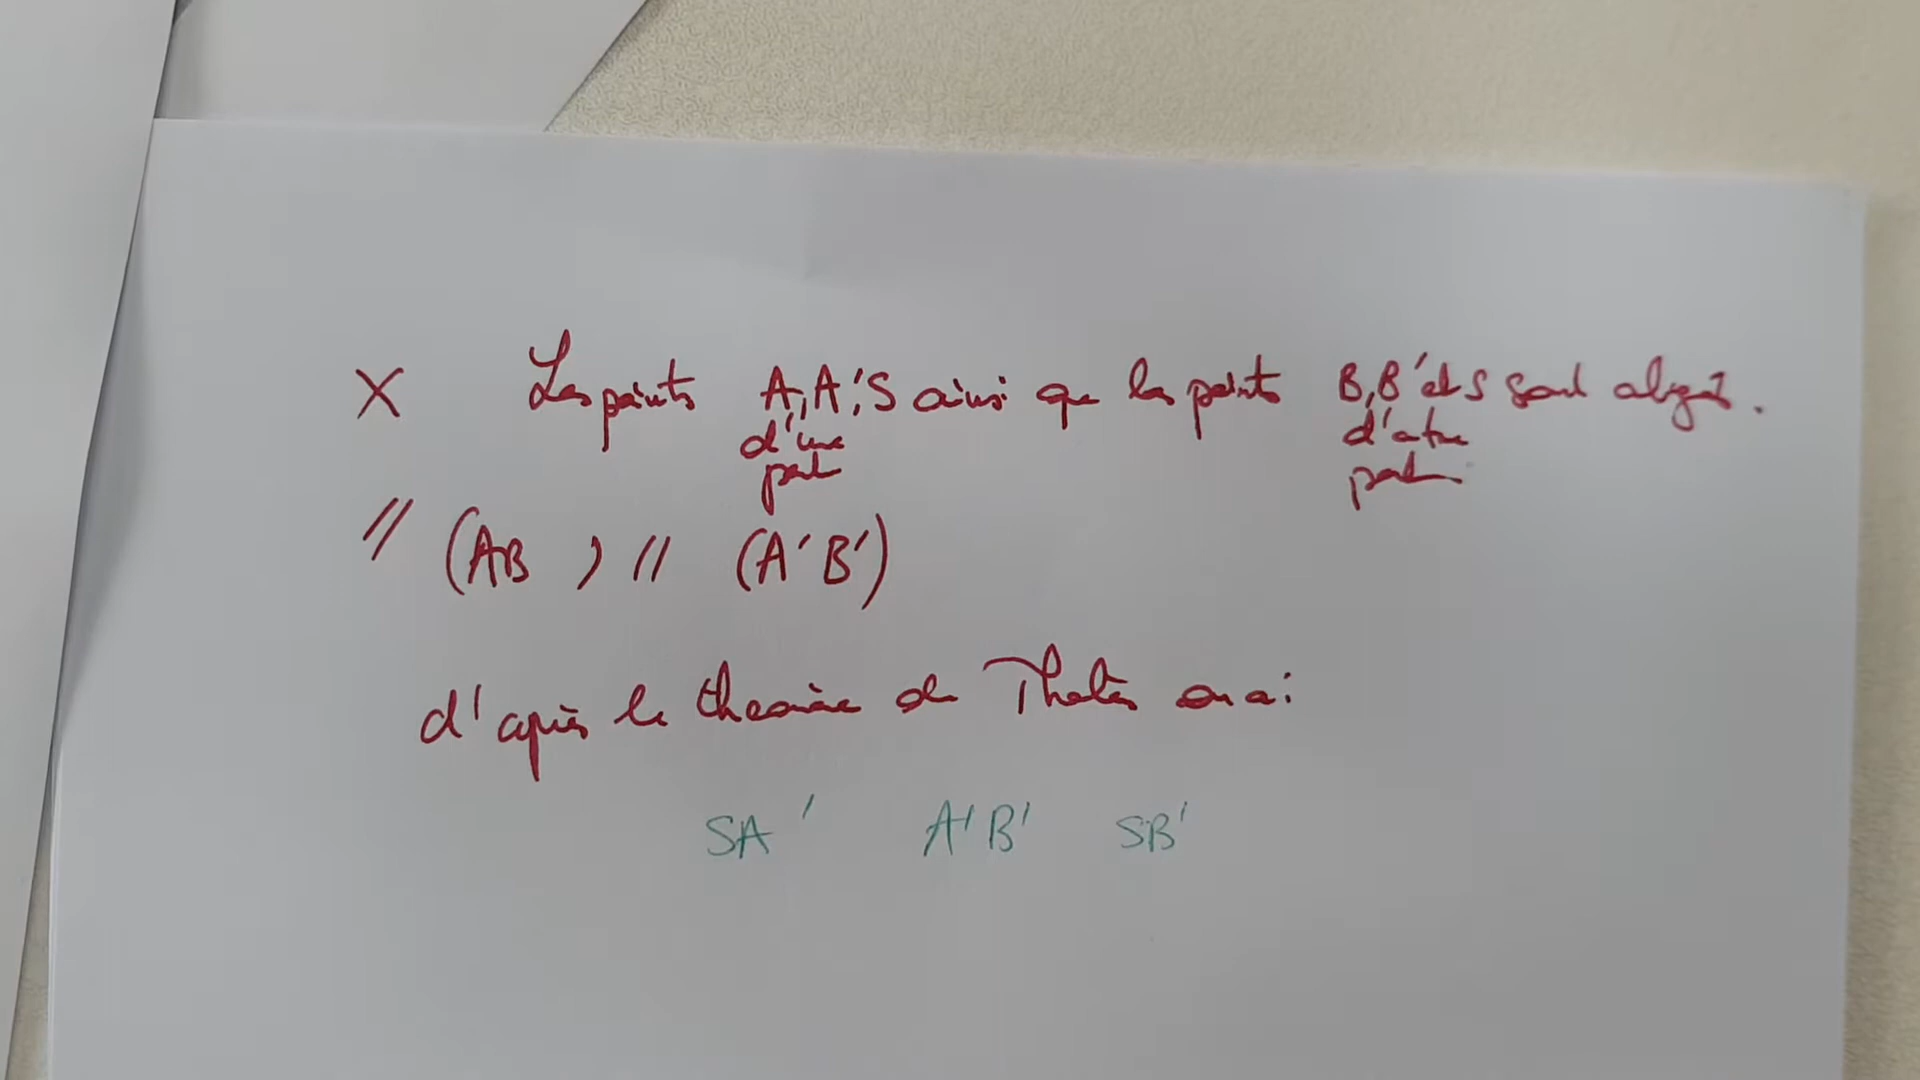 X Les points A, A', S ainsi que les points B, B' et S sont alignés.
d'une d'autre
part part.
// (AB) // (A'B')
d'après le théorème de Thalès on a :
SA' A'B' SB'